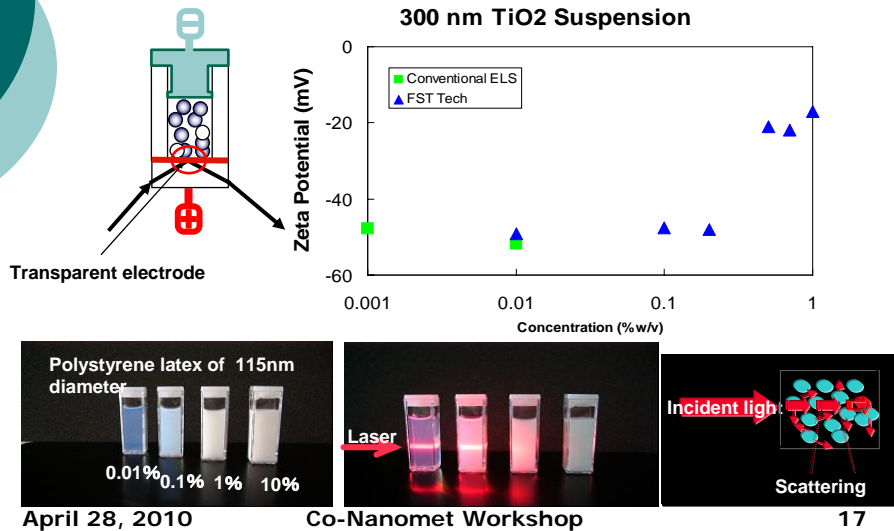 300 nm TiO2 Suspension
Zeta Potential (mV)
0
-20
-40
-60
Conventional ELS
FST Tech
0.001
0.01
0.1
1
Concentration (%w/v)
Transparent electrode
Polystyrene latex of 115nm
diameter
0.01%
0.1%
1%
10%
Laser
Incident light
Scattering
April 28, 2010
Co-Nanomet Workshop
17